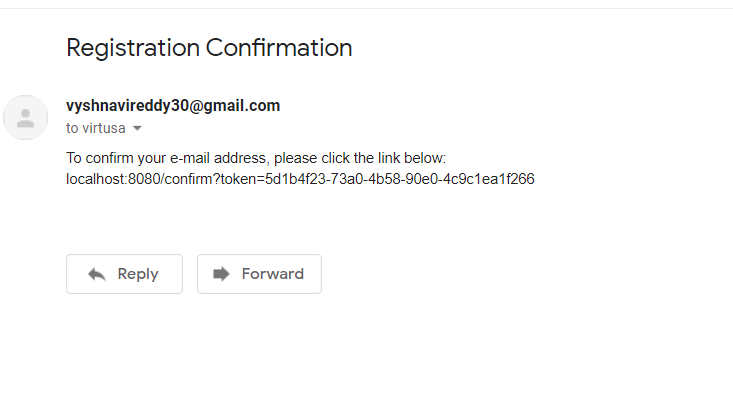 Registration Confirmation
vyshnavireddy30@gmail.com
to virtusa
To confirm your e-mail address, please click the link below:
localhost:8080/confirm?token=5d1b4f23-73a0-4b58-90e0-4c9c1ea1f266
Reply Forward